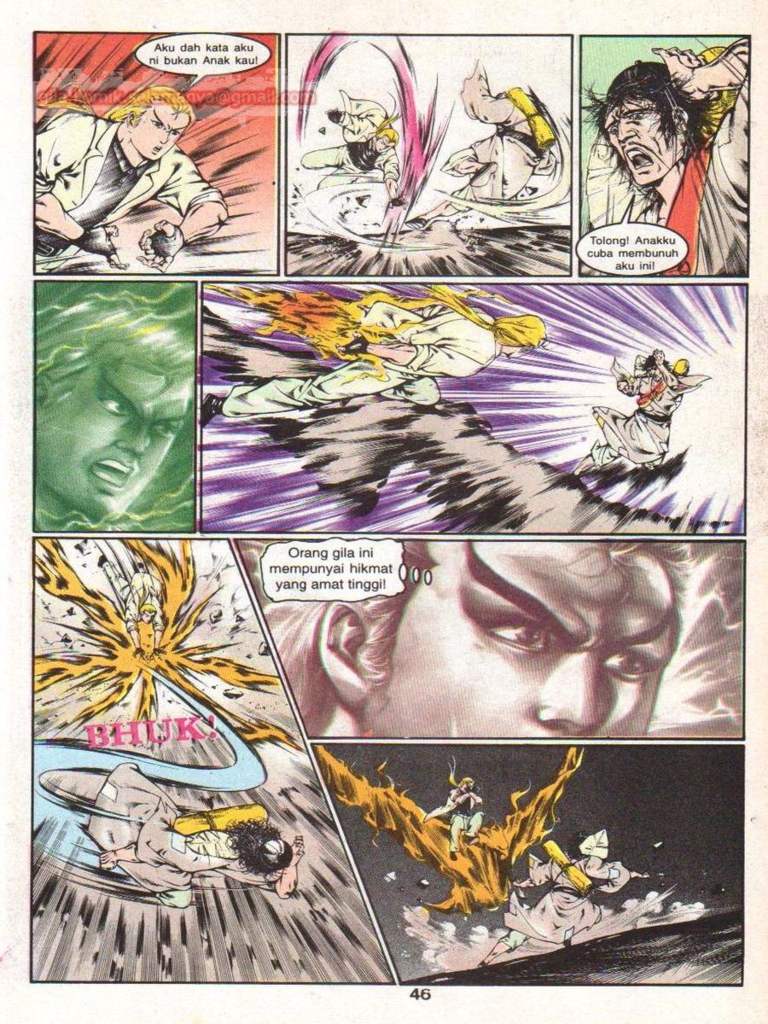 Aku dah kata aku
ni bukan Anak kau!
Tolong! Anakku
cuba membunuh
aku ini!
Orang gila ini
mempunyai hikmat
yang amat tinggi!
BHUK!
46